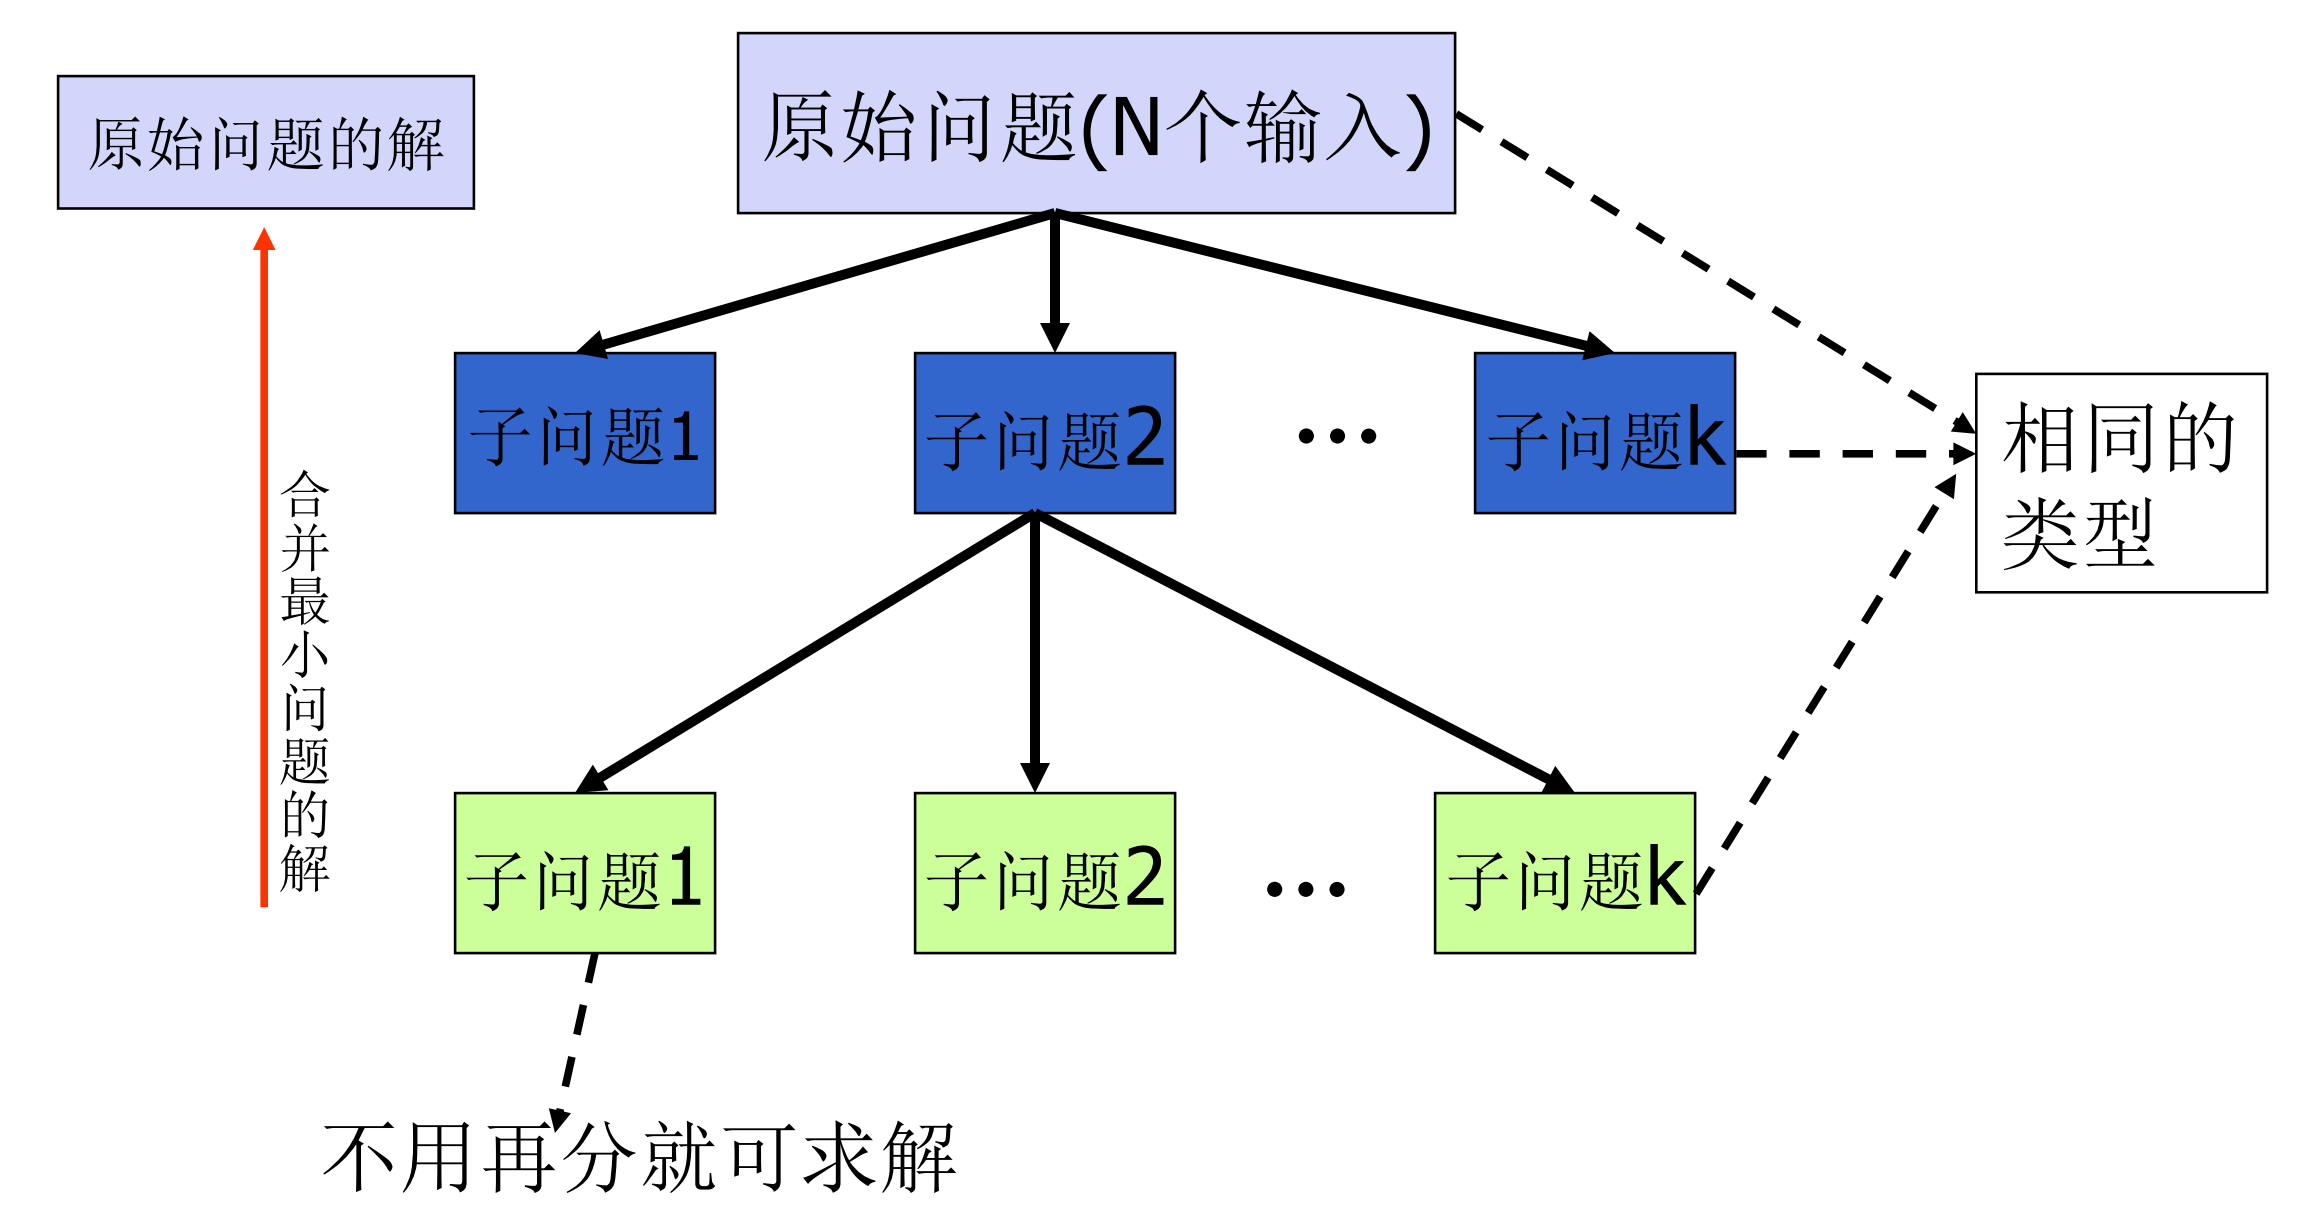 原始问题的解
原始问题(N个输入)
子问题1
子问题2
...
子问题k
相同的
类型
合并最小问题的解
子问题1
子问题2
...
子问题k
不用再分就可求解